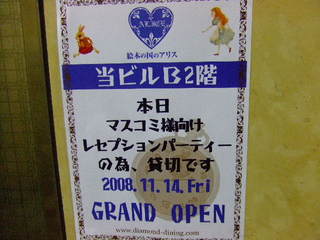 絵本の国のアリス
当ビルB2階
本日
マスコミ様向け
レセプションパーティー
の為、貸切です
2008.11.14.Fri
GRAND OPEN
www.diamond-dining.com